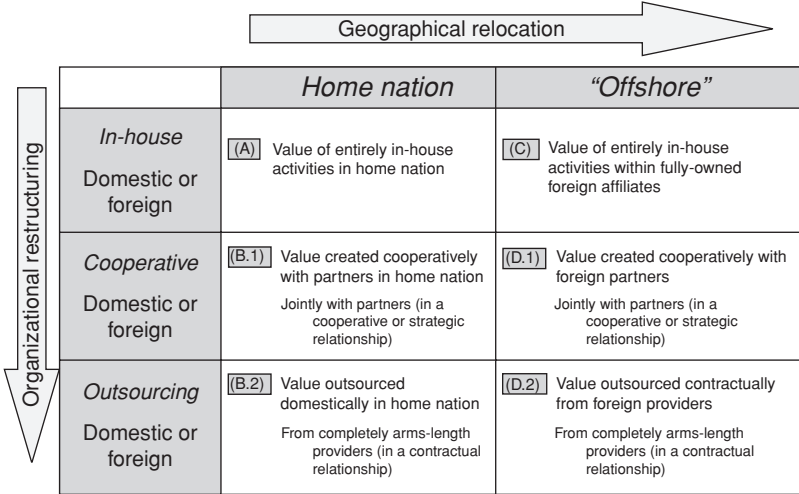 Geographical relocation
Organizational restructuring
Home nation
“Offshore”
In-house
Domestic or
foreign
(A)
Value of entirely in-house
activities in home nation
(C)
Value of entirely in-house
activities within fully-owned
foreign affiliates
Cooperative
Domestic or
foreign
(B.1)
Value created cooperatively
with partners in home nation
Jointly with partners (in a
cooperative or strategic
relationship)
(D.1)
Value created cooperatively with
foreign partners
Jointly with partners (in a
cooperative or strategic
relationship)
Outsourcing
Domestic or
foreign
(B.2)
Value outsourced
domestically in home nation
From completely arms-length
providers (in a contractual
relationship)
(D.2)
Value outsourced contractually
from foreign providers
From completely arms-length
providers (in a contractual
relationship)